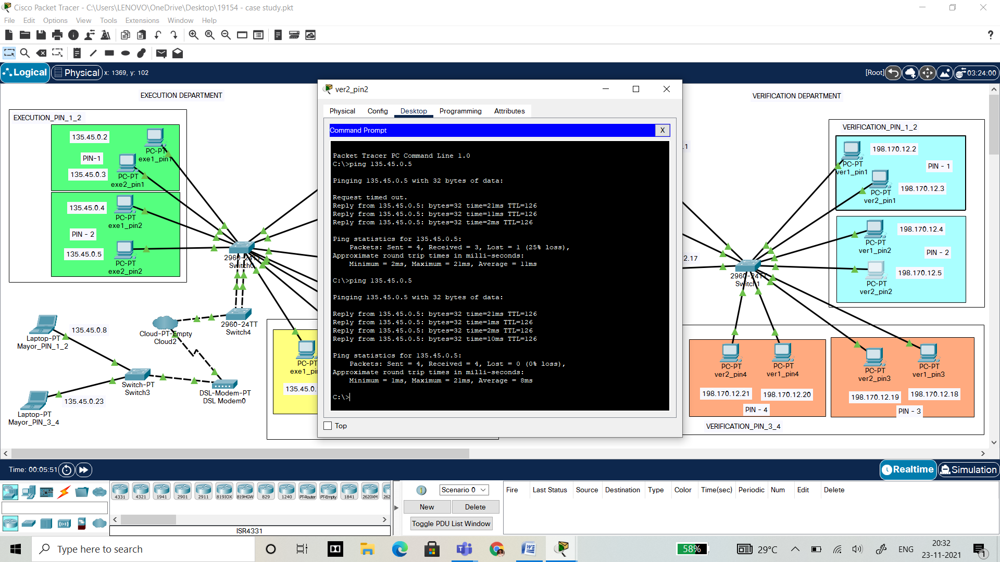 Cisco Packet Tracer - C:\Users\LENOVO\OneDrive\Desktop\19154 - case study.pkt
File Edit Options View Tools Extensions Window Help
?
Logical Physical x: 1369, y: 102
[Root] 03:24:00
EXECUTION DEPARTMENT
EXECUTION_PIN_1_2
135.45.0.2
PC-PT
exe1_pin1
PIN-1
135.45.0.3
PC-PT
exe2_pin1
135.45.0.4
PC-PT
exe1_pin2
PIN - 2
135.45.0.5
PC-PT
exe2_pin2
2960-24TT
Switch0
2960-24TT
Switch4
Cloud-PT-Empty
Cloud2
135.45.0.8
Laptop-PT
Mayor_PIN_1_2
Switch-PT
Switch3
DSL-Modem-PT
DSL Modem0
135.45.0.23
Laptop-PT
Mayor_PIN_3_4
PC-PT
exe1_pi
135.45.0.
ver2_pin2
Physical Config Desktop Programming Attributes
Command Prompt X
Packet Tracer PC Command Line 1.0
C:\>ping 135.45.0.5
Pinging 135.45.0.5 with 32 bytes of data:
Request timed out.
Reply from 135.45.0.5: bytes=32 time=21ms TTL=126
Reply from 135.45.0.5: bytes=32 time=11ms TTL=126
Reply from 135.45.0.5: bytes=32 time=2ms TTL=126
Ping statistics for 135.45.0.5:
Packets: Sent = 4, Received = 3, Lost = 1 (25% loss),
Approximate round trip times in milli-seconds:
Minimum = 2ms, Maximum = 21ms, Average = 11ms
C:\>ping 135.45.0.5
Pinging 135.45.0.5 with 32 bytes of data:
Reply from 135.45.0.5: bytes=32 time=21ms TTL=126
Reply from 135.45.0.5: bytes=32 time=1ms TTL=126
Reply from 135.45.0.5: bytes=32 time=2ms TTL=126
Reply from 135.45.0.5: bytes=32 time=10ms TTL=126
Ping statistics for 135.45.0.5:
Packets: Sent = 4, Received = 4, Lost = 0 (0% loss),
Approximate round trip times in milli-seconds:
Minimum = 1ms, Maximum = 21ms, Average = 8ms
C:\>
Top
.1
2.17
VERIFICATION DEPARTMENT
VERIFICATION_PIN_1_2
198.170.12.2
PC-PT
ver1_pin1
PIN - 1
198.170.12.3
PC-PT
ver2_pin1
198.170.12.4
PC-PT
ver1_pin2
PIN - 2
198.170.12.5
PC-PT
ver2_pin2
2960-24TT
Switch1
PC-PT
ver2_pin4
PC-PT
ver1_pin4
198.170.12.21
198.170.12.20
PIN - 4
PC-PT
ver2_pin3
PC-PT
ver1_pin3
198.170.12.19
198.170.12.18
PIN - 3
VERIFICATION_PIN_3_4
Time: 00:05:51
Realtime Simulation
4331 4321 1941 2901 2911 819IOX 819HGW 829 1240 PT-Router PT-Empty 1841 2620XM 262
ISR4331
Scenario 0
New Delete
Toggle PDU List Window
Fire Last Status Source Destination Type Color Time(sec) Periodic Num Edit Delete
Type here to search
58%
29°C
ENG
20:32
23-11-2021
1